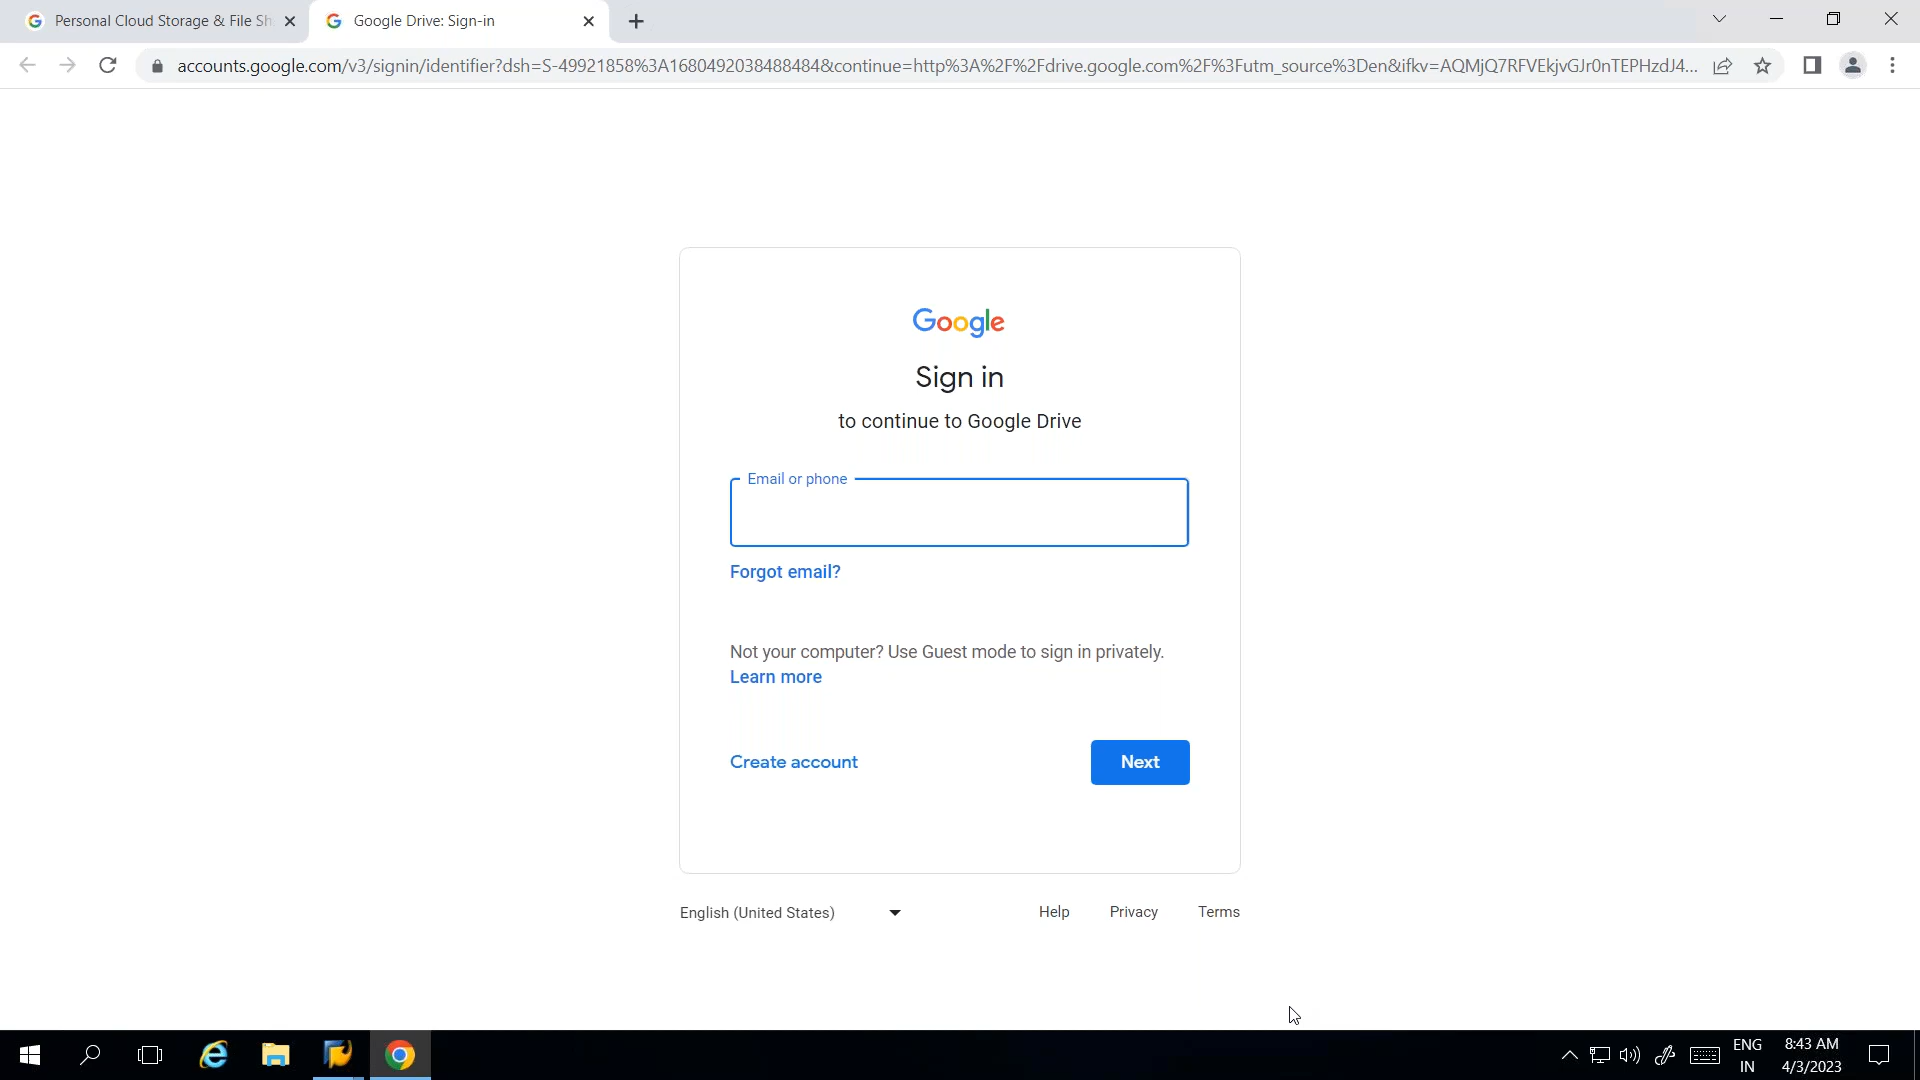 Personal Cloud Storage & File Sh
Google Drive: Sign-in
accounts.google.com/v3/signin/identifier?dsh=S-49921858%3A1680492038488484&continue=http%3A%2F%2Fdrive.google.com%2F%3Futm_source%3Den&ifkv=AQMjQ7RFVEkjvGJr0nTEPHzdJ4...
Google
Sign in
to continue to Google Drive
Email or phone
Forgot email?
Not your computer? Use Guest mode to sign in privately.
Learn more
Create account
Next
English (United States)
Help
Privacy
Terms
ENG
IN
8:43 AM
4/3/2023